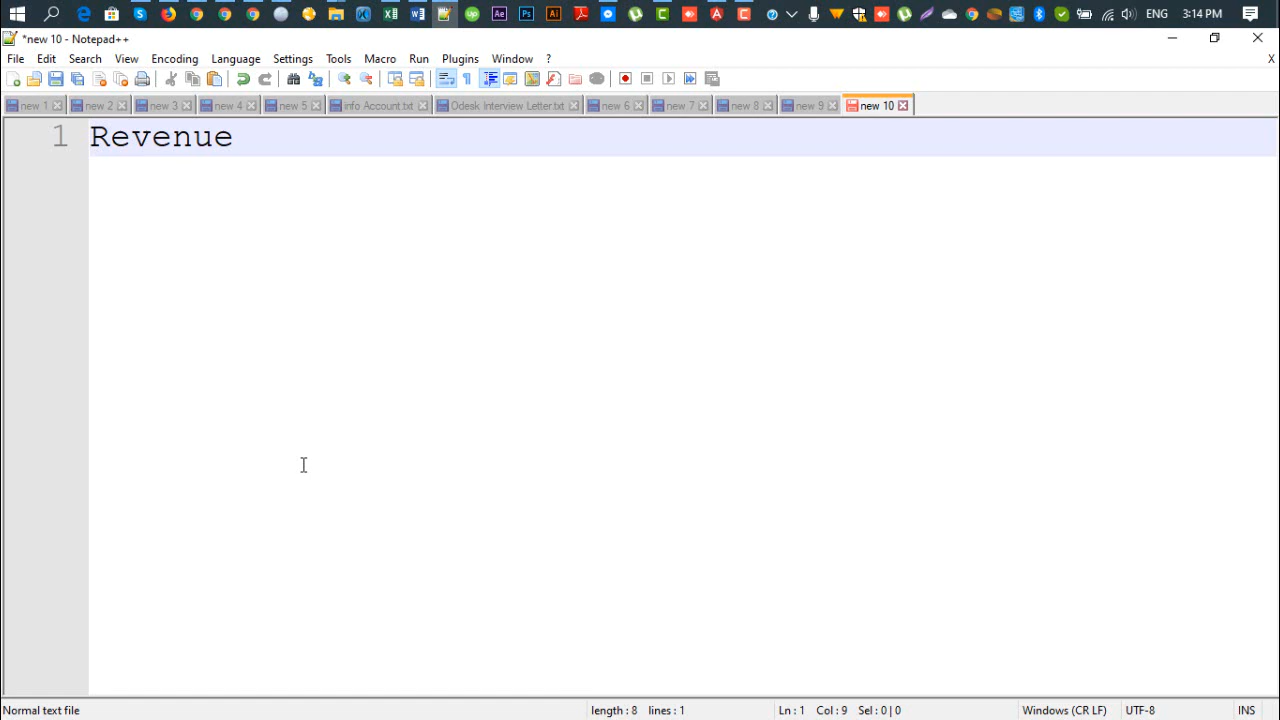 ENG 3:14 PM
*new 10 - Notepad++
File Edit Search View Encoding Language Settings Tools Macro Run Plugins Window ? X
new 1 new 2 new 3 new 4 new 5 info Account.txt Odesk Interview Letter.txt new 6 new 7 new 8 new 9 new 10
1 Revenue
Normal text file length : 8 lines : 1 Ln : 1 Col : 9 Sel : 0 | 0 Windows (CR LF) UTF-8 INS